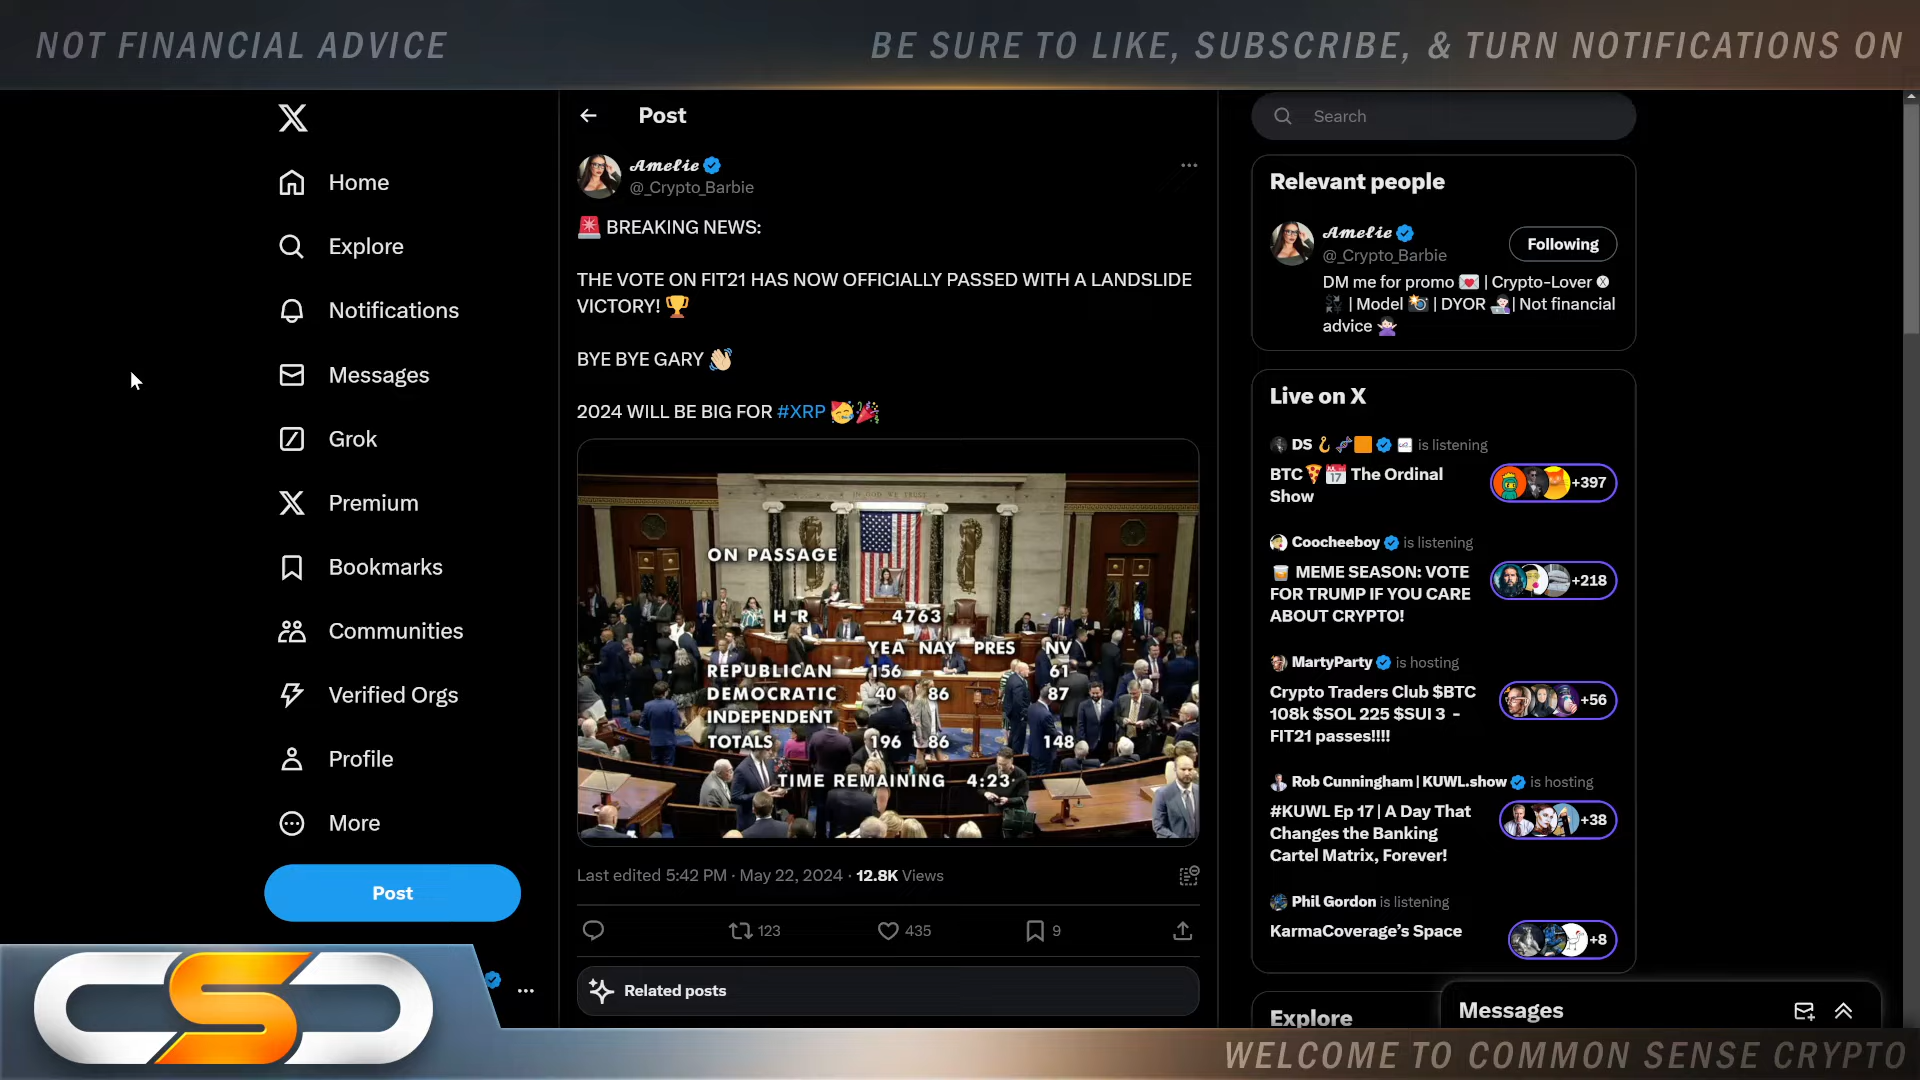 NOT FINANCIAL ADVICE
BE SURE TO LIKE, SUBSCRIBE, & TURN NOTIFICATIONS ON
Home
Explore
Notifications
Messages
Grok
Premium
Bookmarks
Communities
Verified Orgs
Profile
More
Post
Post
Amelie
@_Crypto_Barbie
BREAKING NEWS:
THE VOTE ON FIT21 HAS NOW OFFICIALLY PASSED WITH A LANDSLIDE
VICTORY!
BYE BYE GARY
2024 WILL BE BIG FOR #XRP
IN GOD WE TRUST
ON PASSAGE
H R 4763
YEA NAY PRES NV
REPUBLICAN 156 61
DEMOCRATIC 40 86 87
INDEPENDENT
TOTALS 196 86 148
TIME REMAINING 4:23
Last edited 5:42 PM · May 22, 2024 · 12.8K Views
123 435 9
Related posts
Search
Relevant people
Amelie
@_Crypto_Barbie
Following
DM me for promo | Crypto-Lover
| Model | DYOR | Not financial
advice
Live on X
DS is listening
BTC The Ordinal
Show
+397
Coocheeboy is listening
MEME SEASON: VOTE
FOR TRUMP IF YOU CARE
ABOUT CRYPTO!
+218
MartyParty is hosting
Crypto Traders Club $BTC
108k $SOL 225 $SUI 3 -
FIT21 passes!!!!
+56
Rob Cunningham | KUWL.show is hosting
#KUWL Ep 17 | A Day That
Changes the Banking
Cartel Matrix, Forever!
+38
Phil Gordon is listening
KarmaCoverage's Space
+8
Explore
Messages
CSC
WELCOME TO COMMON SENSE CRYPTO